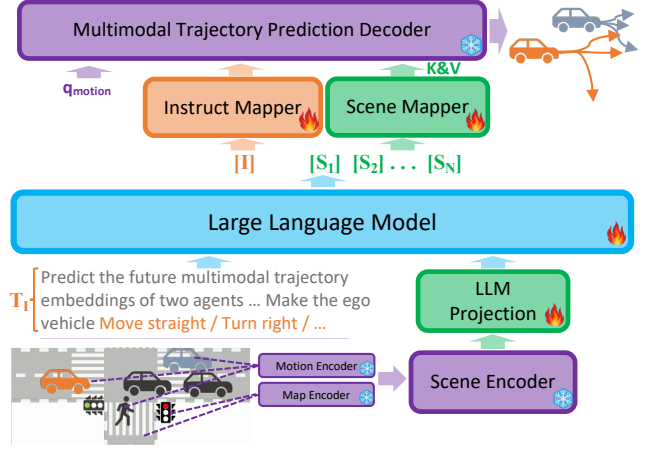 Multimodal Trajectory Prediction Decoder
K&V
qmotion
Instruct Mapper
Scene Mapper
[I]
[S1] [S2] . . . [SN]
Large Language Model
TI
Predict the future multimodal trajectory
embeddings of two agents ... Make the ego
vehicle Move straight / Turn right / ...
LLM
Projection
Motion Encoder
Map Encoder
Scene Encoder